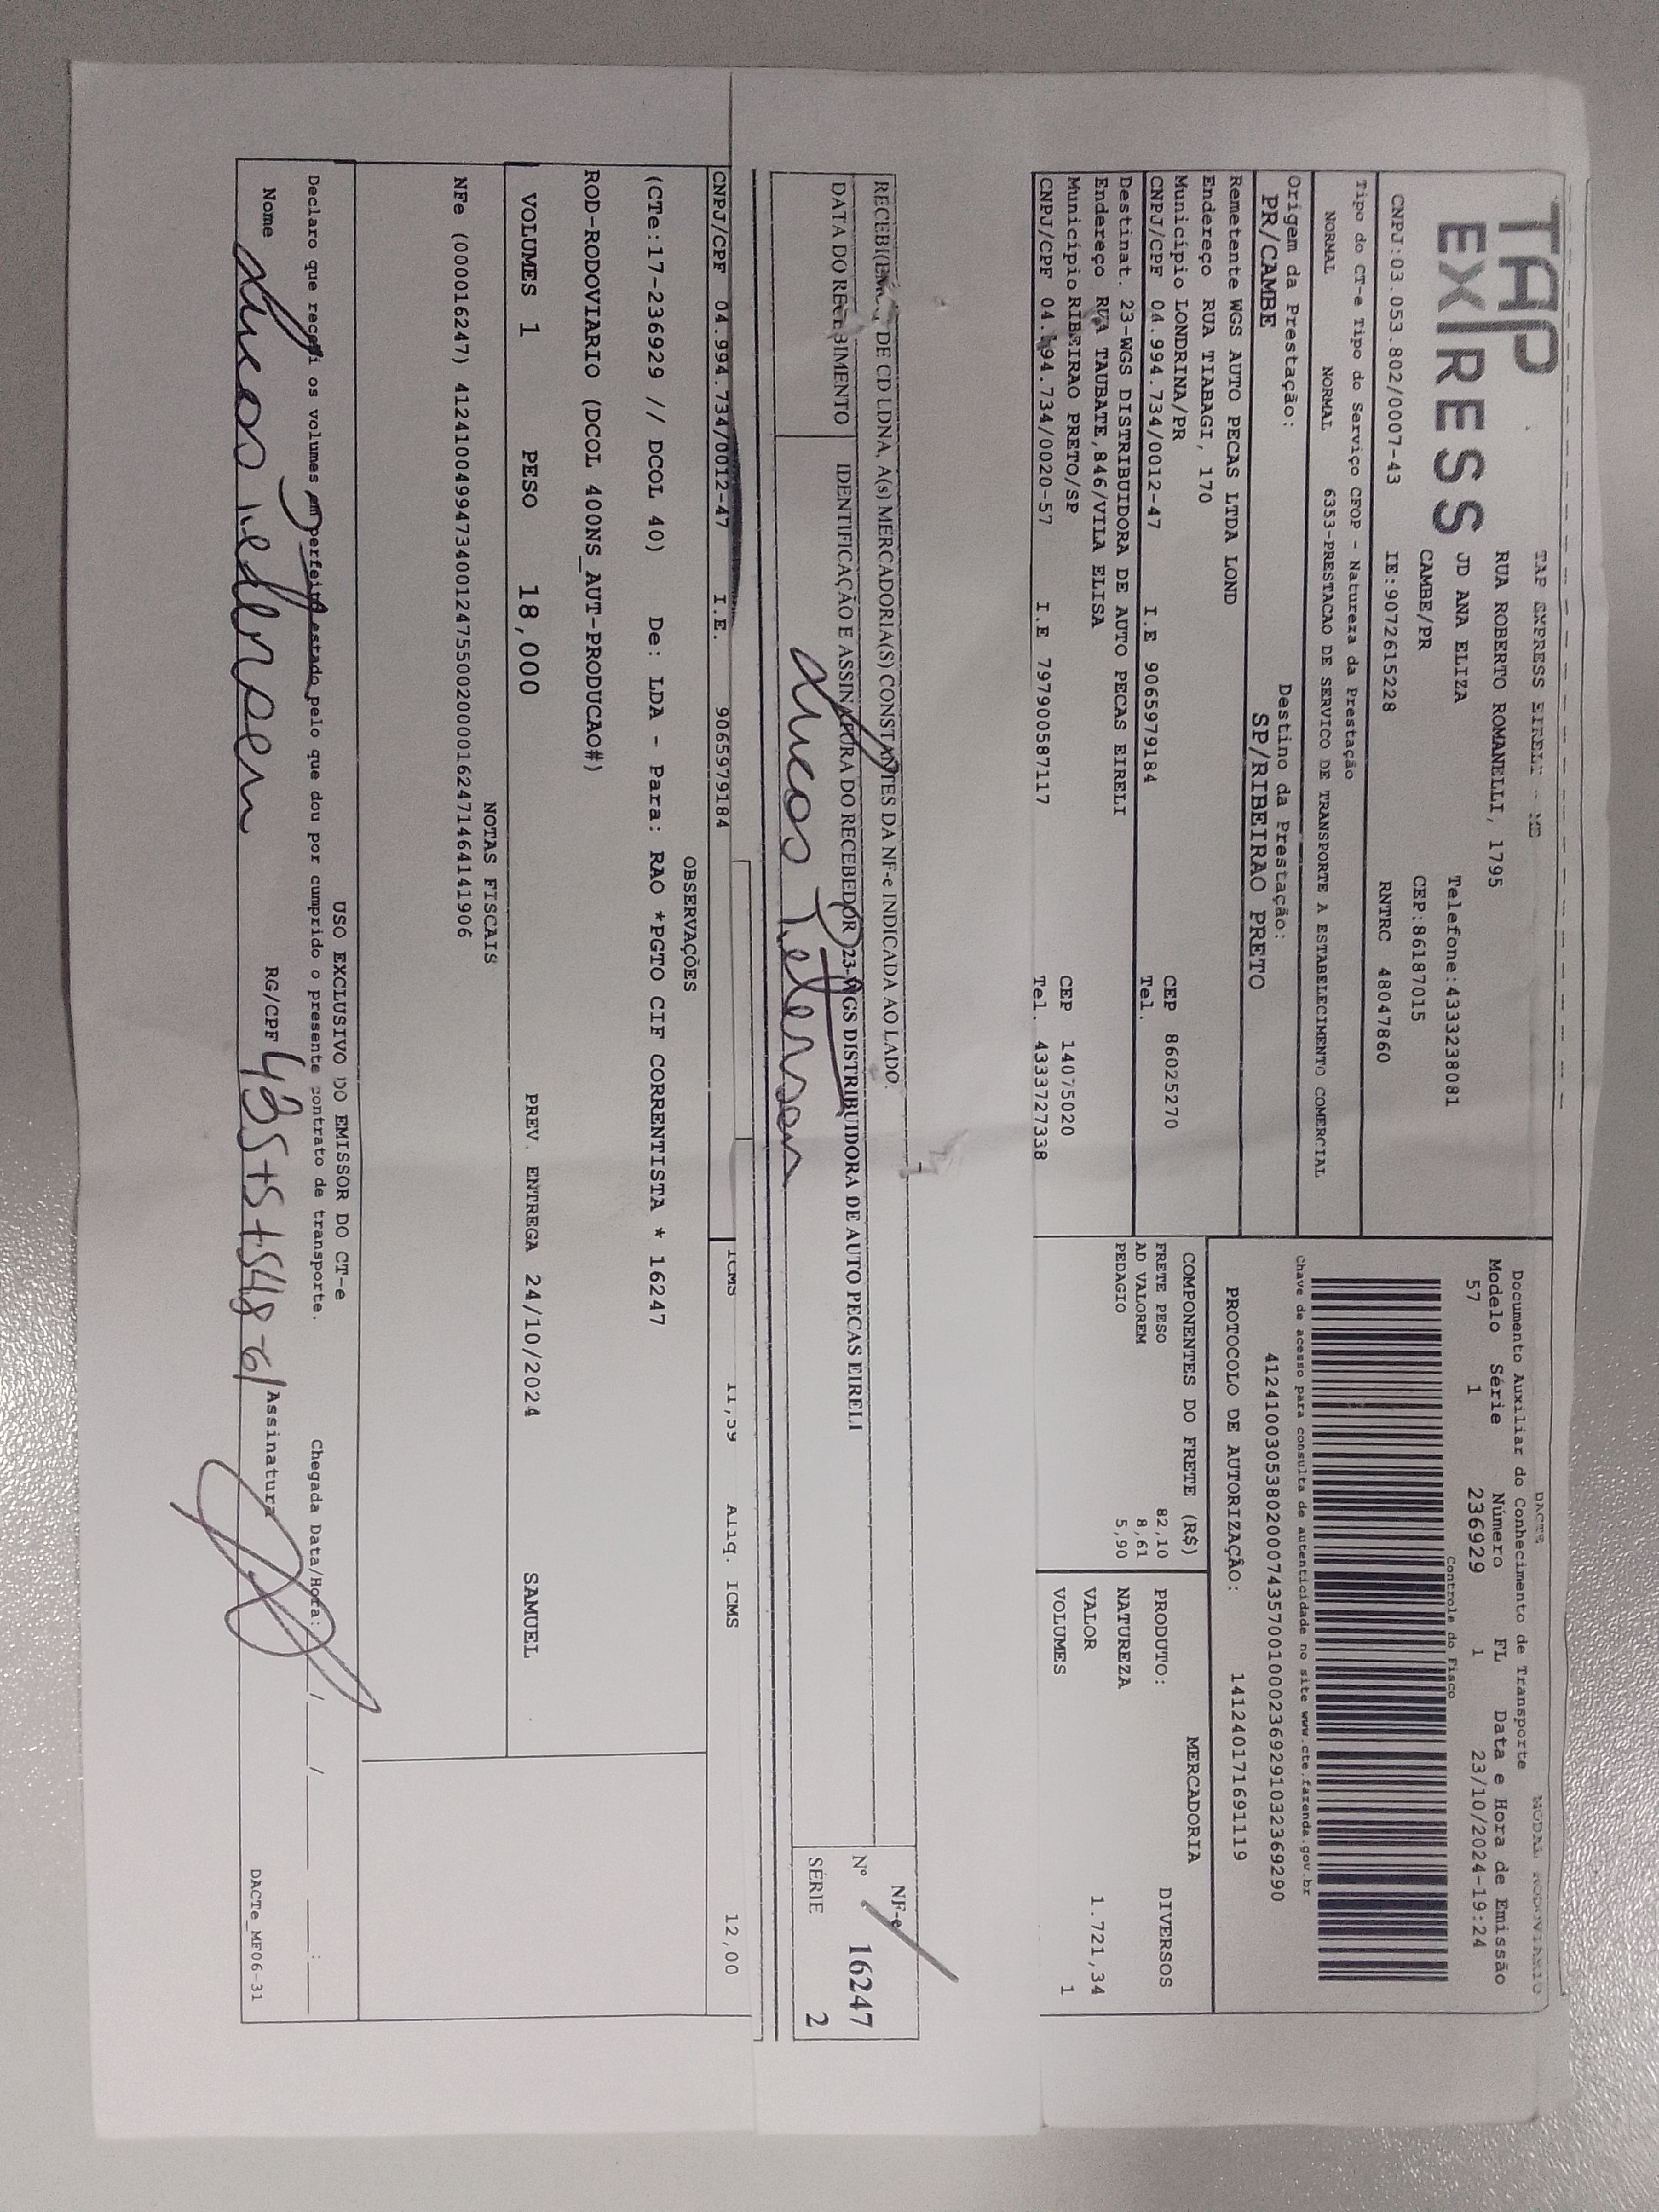 TAP EXPRESS
TAP EXPRESS EIRELI - ME
RUA ROBERTO ROMANELLI, 1795
JD ANA ELIZA Telefone:4333238081
CAMBE/PR CEP:86187015
CNPJ:03.053.802/0007-43 IE:9072615228 RNTRC 48047860
Tipo do CT-e Tipo do Serviço CFOP - Natureza da Prestação
NORMAL NORMAL 6353-PRESTACAO DE SERVICO DE TRANSPORTE A ESTABELECIMENTO COMERCIAL
Origem da Prestação: Destino da Prestação:
PR/CAMBE SP/RIBEIRAO PRETO
Remetente WGS AUTO PECAS LTDA LOND
Endereço RUA TIABAGI, 170
Município LONDRINA/PR CEP 86025270
CNPJ/CPF 04.994.734/0012-47 I.E 9065979184 Tel.
Destinat. 23-WGS DISTRIBUIDORA DE AUTO PECAS EIRELI
Endereço RUA TAUBATE,846/VILA ELISA
Município RIBEIRAO PRETO/SP CEP 14075020
CNPJ/CPF 04.994.734/0020-57 I.E 797900587117 Tel. 4333727338
DACTE MODAL RODOVIARIO
Documento Auxiliar do Conhecimento de Transporte
Modelo Série Número FL Data e Hora de Emissão
57 1 236929 1 23/10/2024-19:24
Controle do Fisco
Chave de acesso para consulta de autenticidade no site www.cte.fazenda.gov.br
41241003053802000743570010002369291032369290
PROTOCOLO DE AUTORIZAÇÃO: 141240171691119
COMPONENTES DO FRETE (R$)
FRETE PESO 82,10
AD VALOREM 8,61
PEDAGIO 5,90
MERCADORIA
PRODUTO: DIVERSOS
NATUREZA
VALOR 1.721,34
VOLUMES 1
DE CD LDNA, A(s) MERCADORIA(S) CONSTANTES DA NF-e INDICADA AO LADO.
DATA DO RECEBIMENTO IDENTIFICAÇÃO E ASSINATURA DO RECEBEDOR 23-WGS DISTRIBUIDORA DE AUTO PECAS EIRELI
NF-e
Nº 16247
SÉRIE 2
CNPJ/CPF 04.994.734/0012-47 I.E. 9065979184 ICMS 11,59 Aliq. ICMS 12,00
OBSERVAÇÕES
(CTe:17-236929 // DCOL 40) De: LDA - Para: RAO *PGTO CIF CORRENTISTA * 16247
ROD-RODOVIARIO (DCOL 400NS_AUT-PRODUCAO#)
VOLUMES 1 PESO 18,000 PREV. ENTREGA 24/10/2024 SAMUEL
NOTAS FISCAIS
NFe (000016247) 41241004994734001247550020000162471464141906
USO EXCLUSIVO DO EMISSOR DO CT-e
Declaro que recebi os volumes em perfeito estado pelo que dou por cumprido o presente contrato de transporte. Chegada Data/Hora: / / :
Nome RG/CPF Assinatura
DACTe_MF06-31